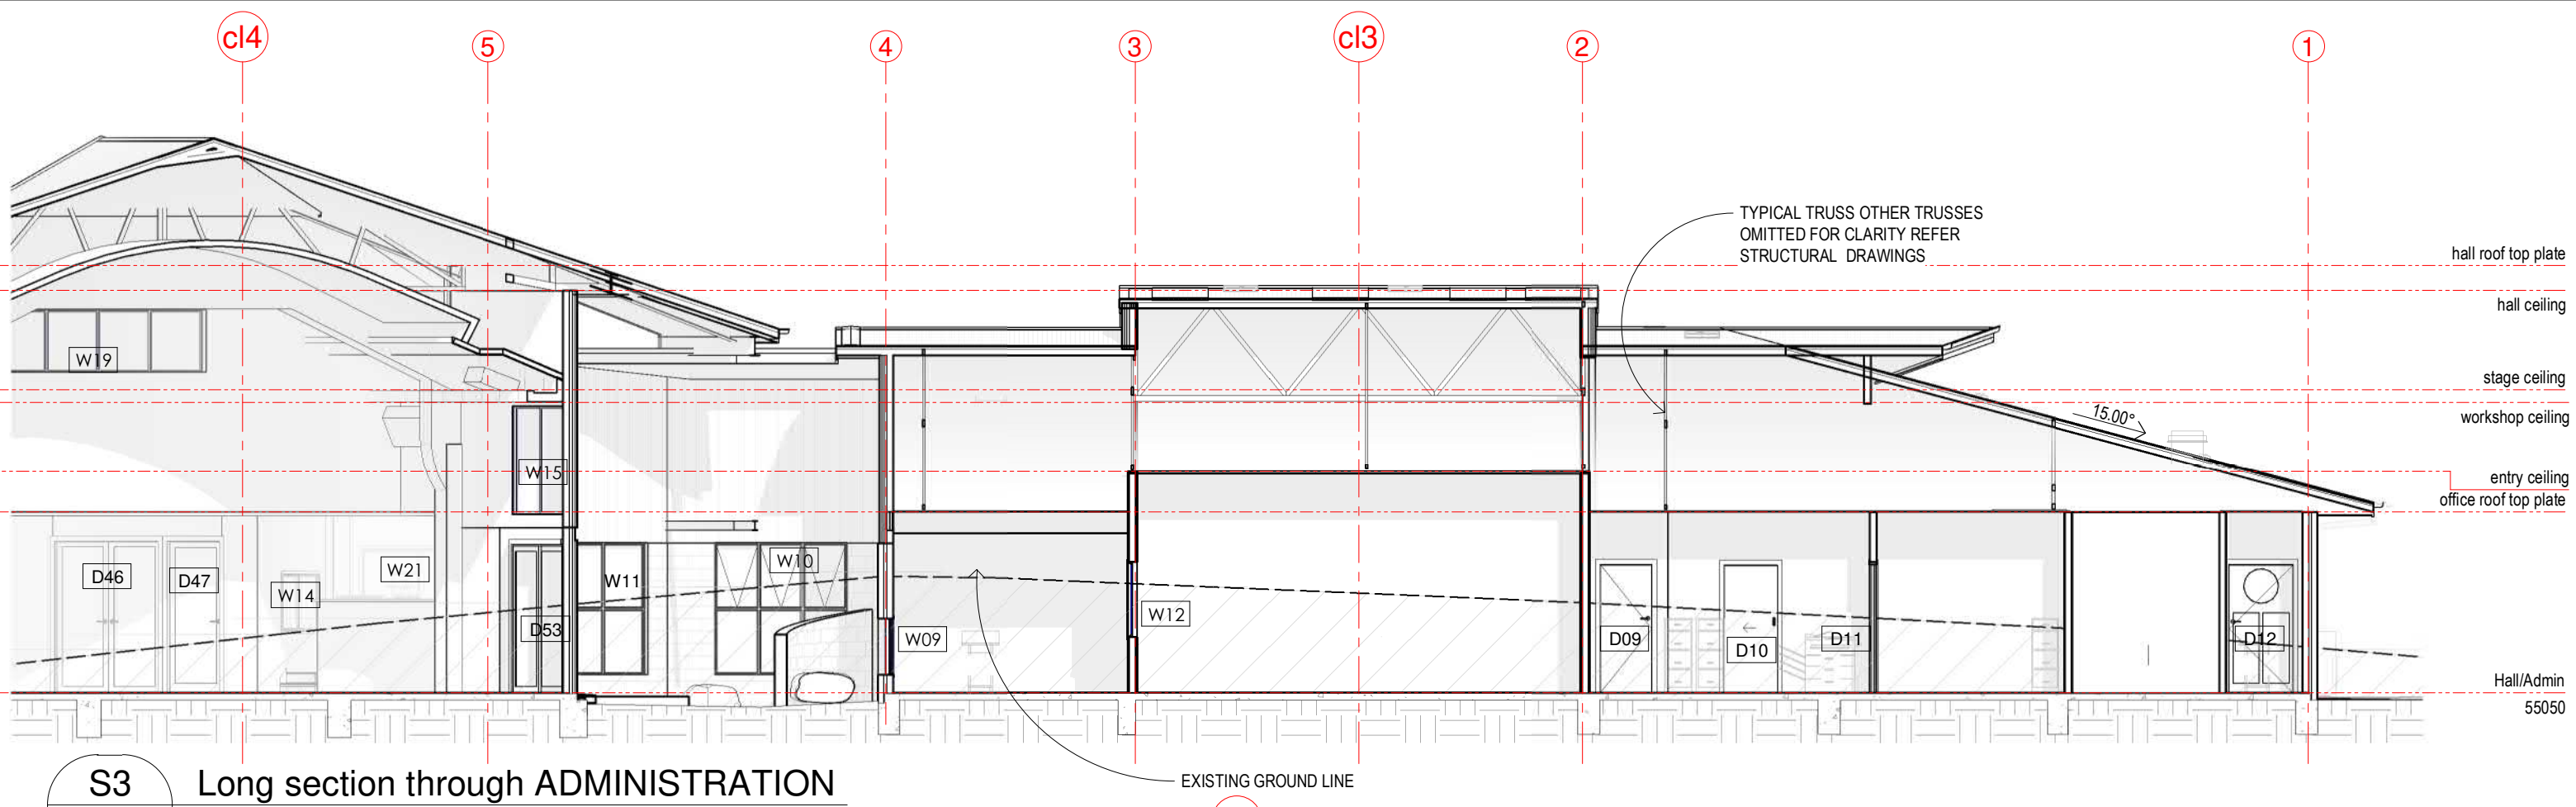 cl4
5
4
3
cl3
2
1
TYPICAL TRUSS OTHER TRUSSES
OMITTED FOR CLARITY REFER
STRUCTURAL DRAWINGS
hall roof top plate
hall ceiling
stage ceiling
workshop ceiling
entry ceiling
office roof top plate
15.00°
W19
W15
D46
D47
W14
W21
D53
W11
W10
W09
W12
D09
D10
D11
D12
Hall/Admin
55050
EXISTING GROUND LINE
S3 Long section through ADMINISTRATION